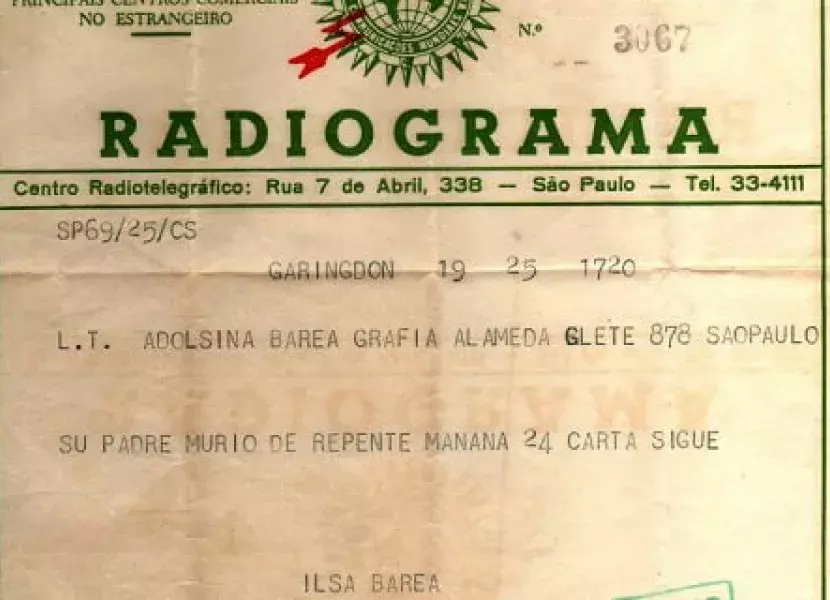 PRINCIPAIS CENTROS COMERCIAIS
NO ESTRANGEIRO
N.º 3067
RADIOGRAMA
Centro Radiotelegráfico: Rua 7 de Abril, 338 — São Paulo — Tel. 33-4111
SP69/25/CS
GARINGDON 19 25 1720
L.T. ADOLSINA BAREA GRAFIA ALAMEDA GLETE 878 SAOPAULO
SU PADRE MURIO DE REPENTE MANANA 24 CARTA SIGUE
ILSA BAREA